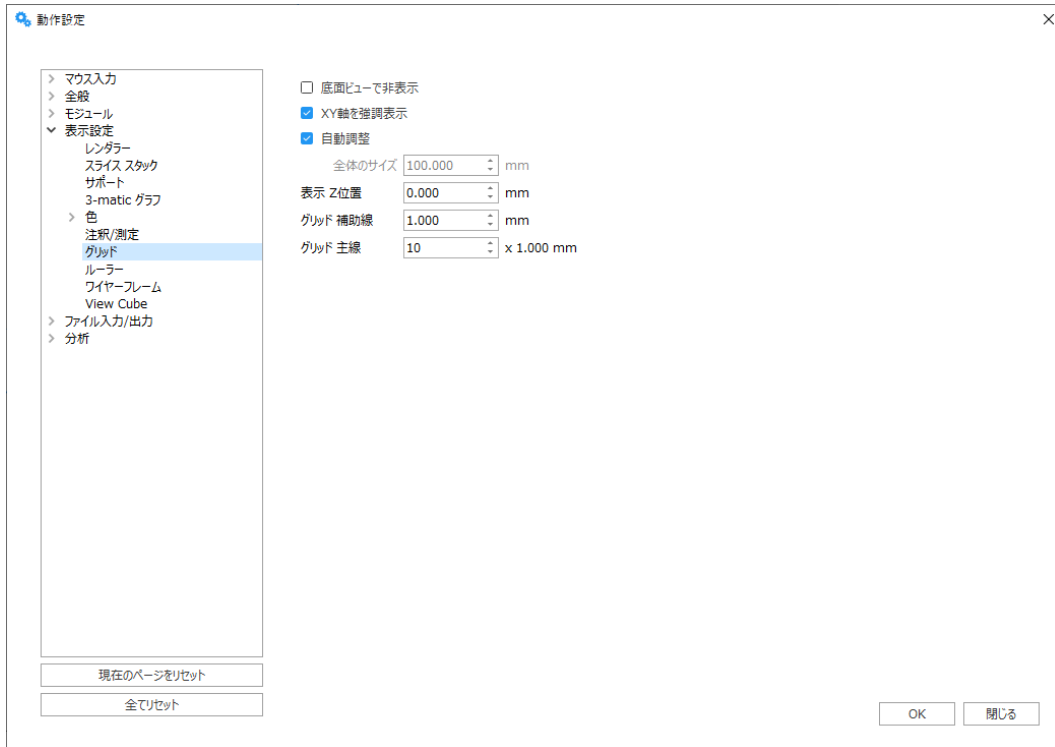 動作設定
マウス入力
全般
モジュール
表示設定
レンダラー
スライス スタック
サポート
3-matic グラフ
色
注釈/測定
グリッド
ルーラー
ワイヤーフレーム
View Cube
ファイル入力/出力
分析
底面ビューで非表示
XY軸を強調表示
自動調整
全体のサイズ 100.000 mm
表示 Z位置 0.000 mm
グリッド 補助線 1.000 mm
グリッド 主線 10 x 1.000 mm
現在のページをリセット
全てリセット
OK 閉じる